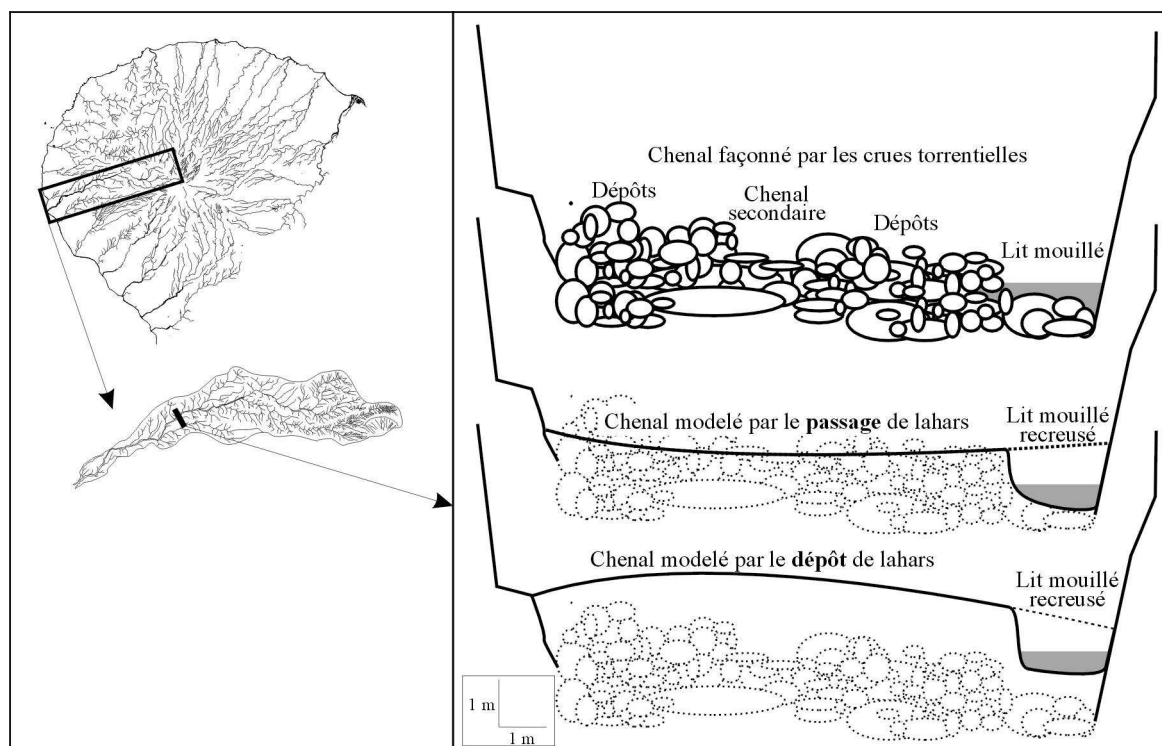 Chenal façonné par les crues torrentielles
Dépôts
Chenal
secondaire
Dépôts
Lit mouillé
Chenal modelé par le passage de lahars
Lit mouillé
recreusé
Chenal modelé par le dépôt de lahars
Lit mouillé
recreusé
1 m
1 m